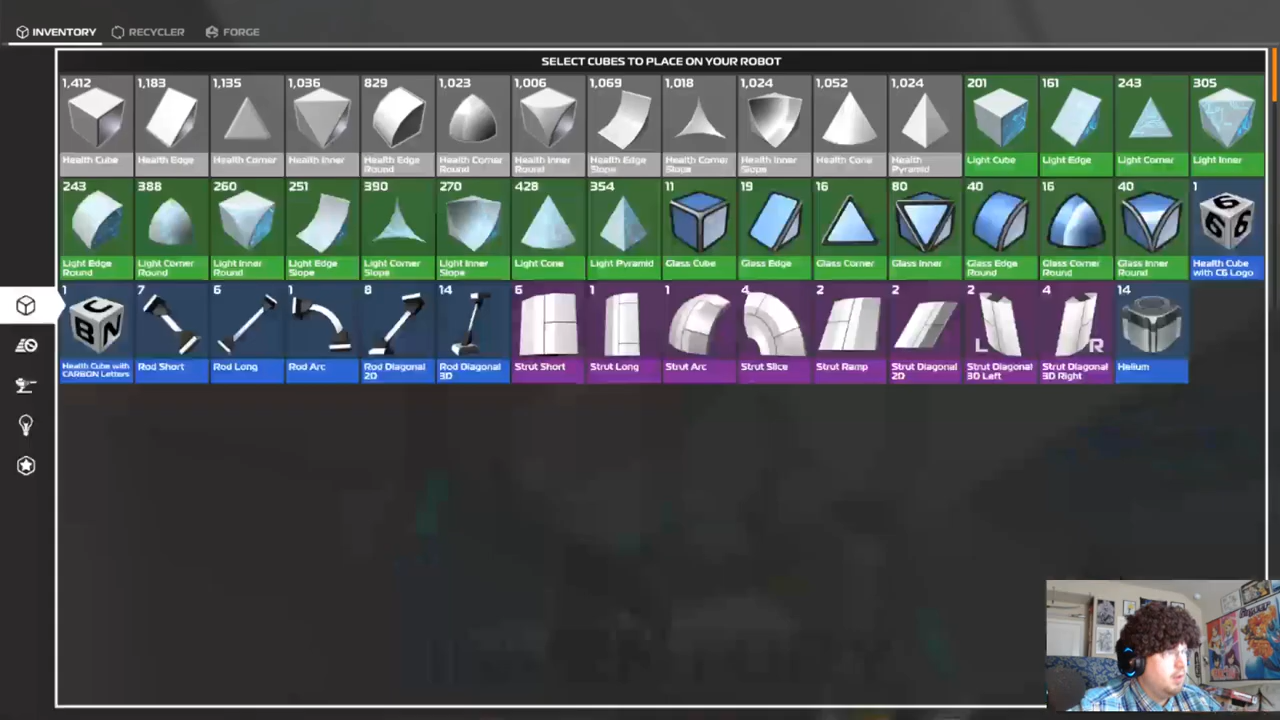 INVENTORY RECYCLER FORGE
SELECT CUBES TO PLACE ON YOUR ROBOT
1,412 1,183 1,135 1,036 829 1,023 1,006 1,069 1,018 1,024 1,052 1,024 201 161 243 305
Health Cube Health Edge Health Corner Health Inner Health Edge Round Health Corner Round Health Inner Round Health Edge Slope Health Corner Slope Health Inner Slope Health Cone Health Pyramid Light Cube Light Edge Light Corner Light Inner
243 388 260 251 390 270 428 354 11 19 16 80 40 16 40 1
6 6 6
Light Edge Round Light Corner Round Light Inner Round Light Edge Slope Light Corner Slope Light Inner Slope Light Cone Light Pyramid Glass Cube Glass Edge Glass Corner Glass Inner Glass Edge Round Glass Corner Round Glass Inner Round Health Cube with C6 Logo
1 7 6 1 8 14 6 1 1 4 2 2 2 4 14
C B N L R
Health Cube with CARBON Letters Rod Short Rod Long Rod Arc Rod Diagonal 2D Rod Diagonal 3D Strut Short Strut Long Strut Arc Strut Slice Strut Ramp Strut Diagonal 2D Strut Diagonal 3D Left Strut Diagonal 3D Right Helium